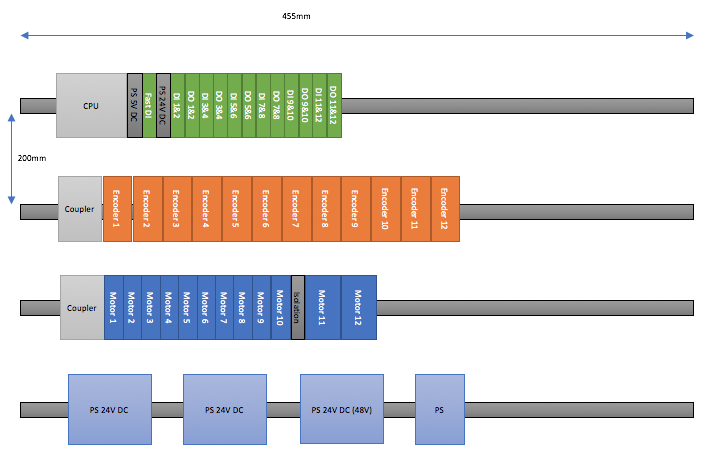 455mm
CPU
PS 5V DC
Fast DI
PS 24V DC
DI 1&2
DO 1&2
DI 3&4
DO 3&4
DI 5&6
DO 5&6
DI 7&8
DO 7&8
DI 9&10
DO 9&10
DI 11&12
DO 11&12
200mm
Coupler
Encoder 1
Encoder 2
Encoder 3
Encoder 4
Encoder 5
Encoder 6
Encoder 7
Encoder 8
Encoder 9
Encoder 10
Encoder 11
Encoder 12
Coupler
Motor 1
Motor 2
Motor 3
Motor 4
Motor 5
Motor 6
Motor 7
Motor 8
Motor 9
Motor 10
Isolation
Motor 11
Motor 12
PS 24V DC
PS 24V DC
PS 24V DC (48V)
PS